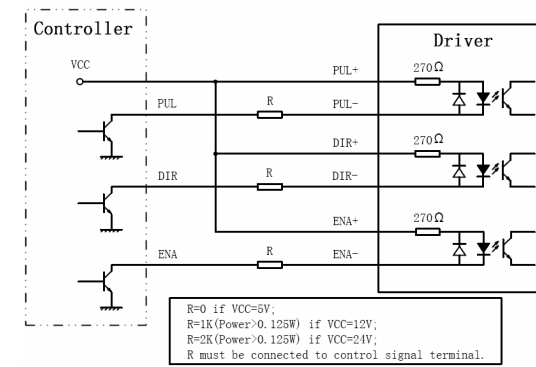 Controller
Driver
VCC
PUL+
270Ω
PUL
R
PUL-
DIR+
270Ω
DIR
R
DIR-
ENA+
270Ω
ENA
R
ENA-
R=0 if VCC=5V;
R=1K(Power>0.125W) if VCC=12V;
R=2K(Power>0.125W) if VCC=24V;
R must be connected to control signal terminal.